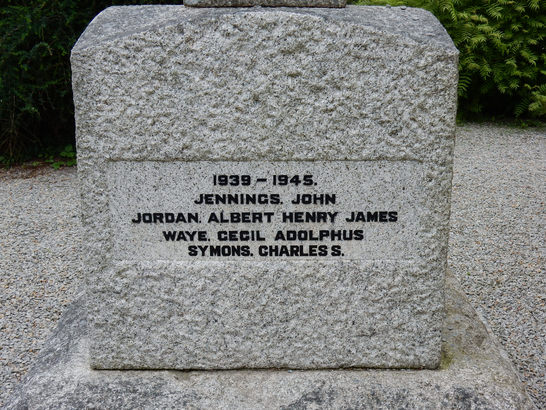 1939 - 1945.
JENNINGS. JOHN
JORDAN. ALBERT HENRY JAMES
WAYE. CECIL ADOLPHUS
SYMONS. CHARLES S.